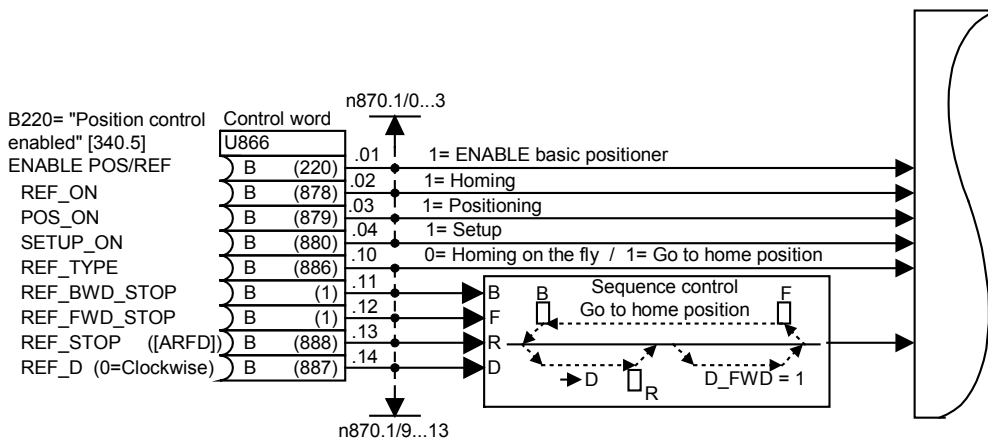 n870.1/0...3
B220= "Position control enabled" [340.5]
Control word
U866
ENABLE POS/REF B (220) .01 1= ENABLE basic positioner
REF_ON B (878) .02 1= Homing
POS_ON B (879) .03 1= Positioning
SETUP_ON B (880) .04 1= Setup
REF_TYPE B (886) .10 0= Homing on the fly / 1= Go to home position
REF_BWD_STOP B (1) .11 B
REF_FWD_STOP B (1) .12 F
REF_STOP ([ARFD]) B (888) .13 R
REF_D (0=Clockwise) B (887) .14 D
B Sequence control F
Go to home position
D D_FWD = 1
R
n870.1/9...13